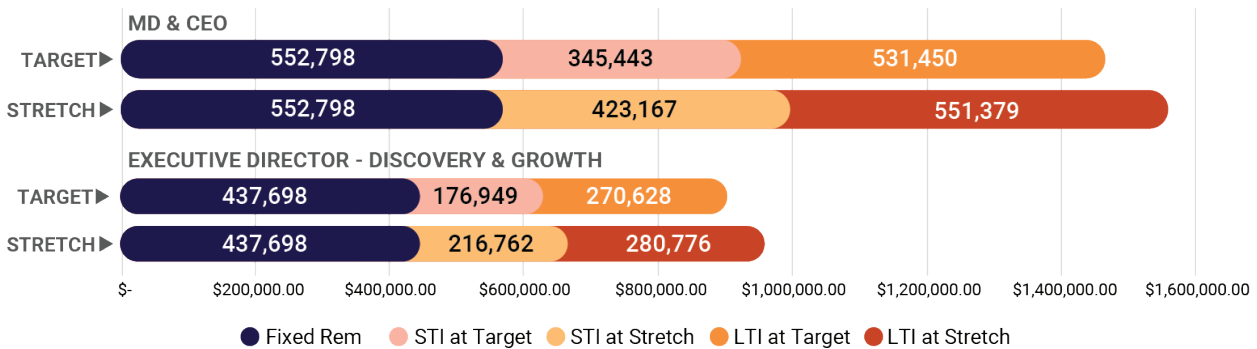 MD & CEO
TARGET 552,798 345,443 531,450
STRETCH 552,798 423,167 551,379
EXECUTIVE DIRECTOR - DISCOVERY & GROWTH
TARGET 437,698 176,949 270,628
STRETCH 437,698 216,762 280,776
$- $200,000.00 $400,000.00 $600,000.00 $800,000.00 $1,000,000.00 $1,200,000.00 $1,400,000.00 $1,600,000.00
Fixed Rem STI at Target STI at Stretch LTI at Target LTI at Stretch